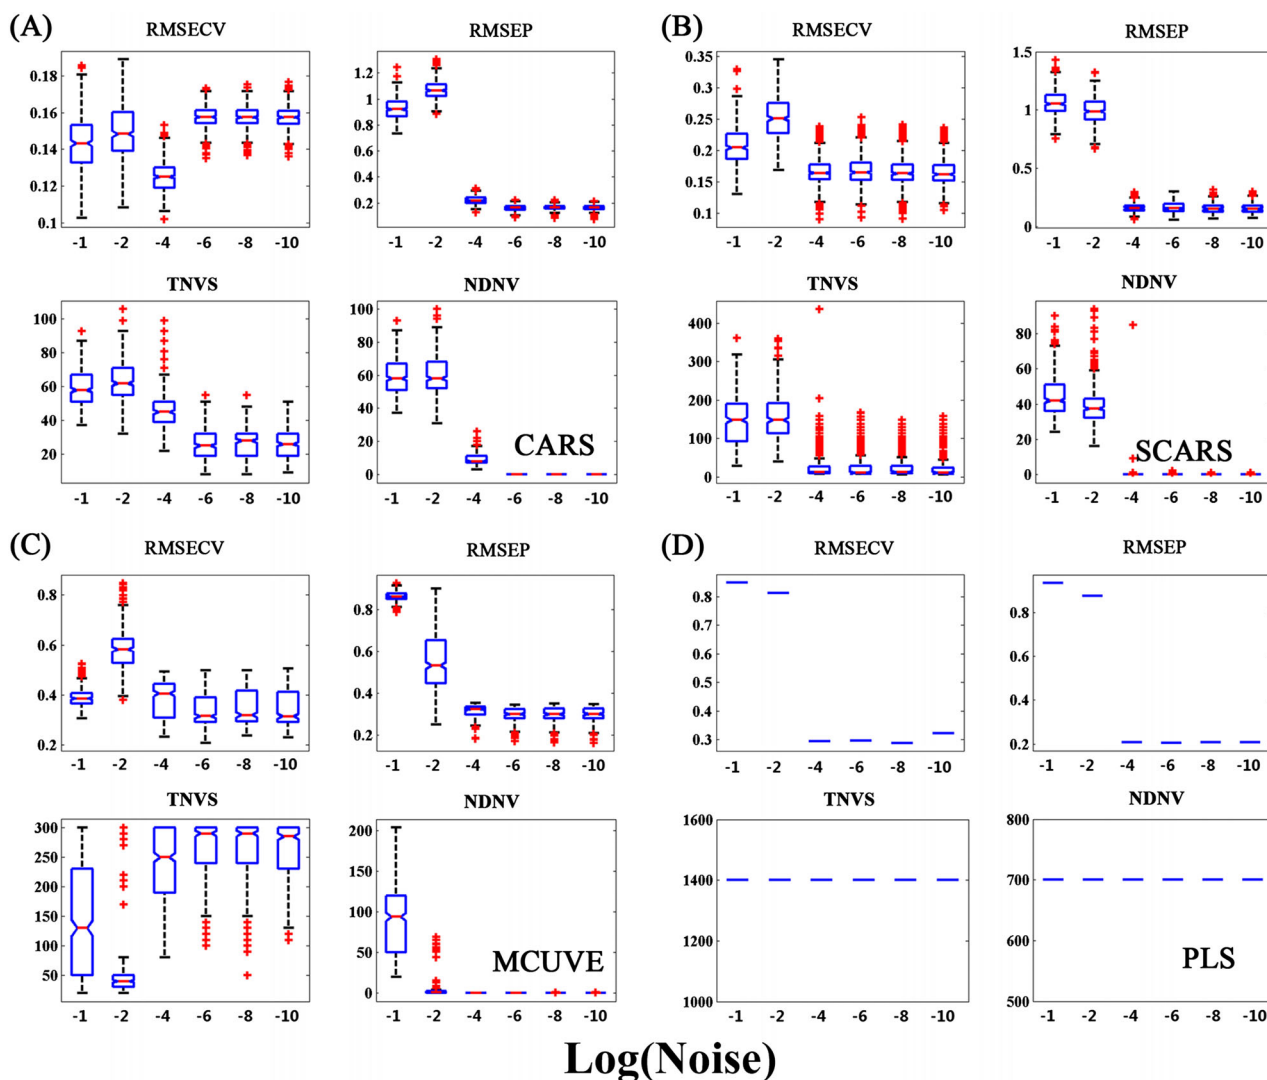 (A)
RMSECV
RMSEP
(B)
RMSECV
RMSEP
0.18
0.16
0.14
0.12
0.1
-1 -2 -4 -6 -8 -10
1.2
1
0.8
0.6
0.4
0.2
-1 -2 -4 -6 -8 -10
0.35
0.3
0.25
0.2
0.15
0.1
-1 -2 -4 -6 -8 -10
1.5
1
0.5
0
-1 -2 -4 -6 -8 -10
TNVS
NDNV
TNVS
NDNV
100
80
60
40
20
-1 -2 -4 -6 -8 -10
100
80
60
40
20
0
CARS
-1 -2 -4 -6 -8 -10
400
300
200
100
0
-1 -2 -4 -6 -8 -10
80
60
40
20
0
SCARS
-1 -2 -4 -6 -8 -10
(C)
RMSECV
RMSEP
(D)
RMSECV
RMSEP
0.8
0.6
0.4
0.2
-1 -2 -4 -6 -8 -10
0.8
0.6
0.4
0.2
-1 -2 -4 -6 -8 -10
0.8
0.7
0.6
0.5
0.4
0.3
-1 -2 -4 -6 -8 -10
0.8
0.6
0.4
0.2
-1 -2 -4 -6 -8 -10
TNVS
NDNV
TNVS
NDNV
300
250
200
150
100
50
-1 -2 -4 -6 -8 -10
200
150
100
50
0
MCUVE
-1 -2 -4 -6 -8 -10
1600
1400
1200
1000
-1 -2 -4 -6 -8 -10
800
700
600
500
PLS
-1 -2 -4 -6 -8 -10
Log(Noise)